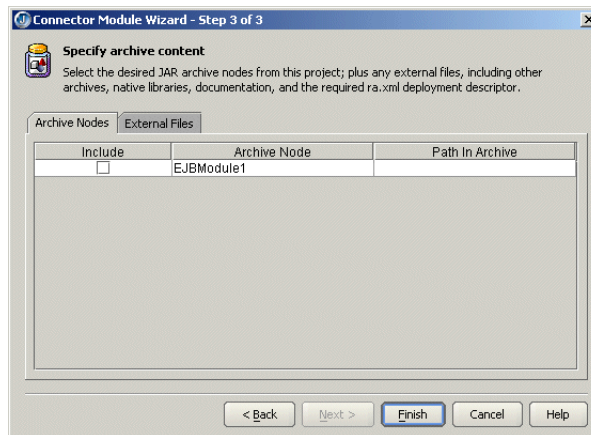 Connector Module Wizard - Step 3 of 3
Specify archive content
Select the desired JAR archive nodes from this project; plus any external files, including other
archives, native libraries, documentation, and the required ra.xml deployment descriptor.
Archive Nodes External Files
Include Archive Node Path In Archive
EJBModule1
< Back Next > Finish Cancel Help